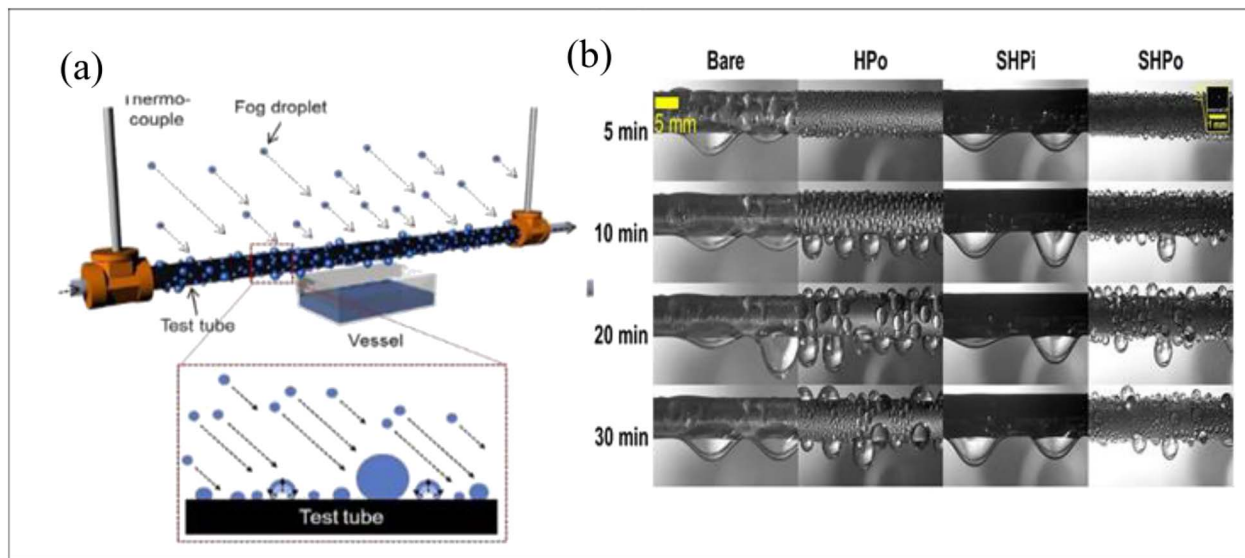 (a)
Thermo-
couple
Fog droplet
Test tube
Vessel
Test tube
(b)
Bare HPo SHPi SHPo
5 mm
1 mm
5 min
10 min
20 min
30 min